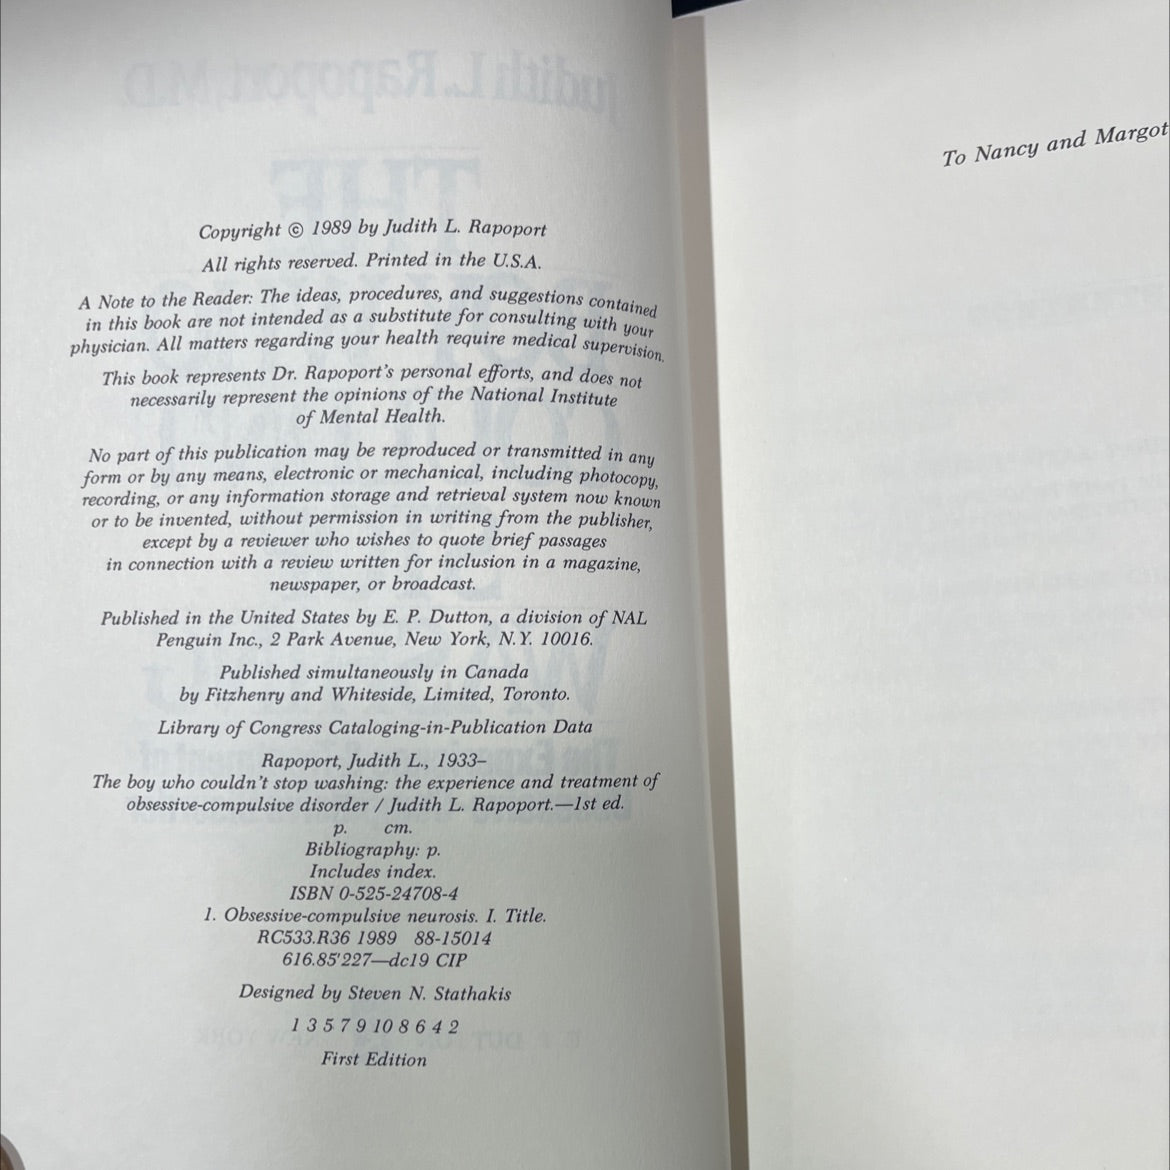 Copyright © 1989 by Judith L. Rapoport
All rights reserved. Printed in the U.S.A.
A Note to the Reader: The ideas, procedures, and suggestions contained
in this book are not intended as a substitute for consulting with your
physician. All matters regarding your health require medical supervision.
This book represents Dr. Rapoport's personal efforts, and does not
necessarily represent the opinions of the National Institute
of Mental Health.
No part of this publication may be reproduced or transmitted in any
form or by any means, electronic or mechanical, including photocopy,
recording, or any information storage and retrieval system now known
or to be invented, without permission in writing from the publisher,
except by a reviewer who wishes to quote brief passages
in connection with a review written for inclusion in a magazine,
newspaper, or broadcast.
Published in the United States by E. P. Dutton, a division of NAL
Penguin Inc., 2 Park Avenue, New York, N.Y. 10016.
Published simultaneously in Canada
by Fitzhenry and Whiteside, Limited, Toronto.
Library of Congress Cataloging-in-Publication Data
Rapoport, Judith L., 1933–
The boy who couldn't stop washing: the experience and treatment of
obsessive-compulsive disorder / Judith L. Rapoport.—1st ed.
p. cm.
Bibliography: p.
Includes index.
ISBN 0-525-24708-4
1. Obsessive-compulsive neurosis. I. Title.
RC533.R36 1989 88-15014
616.85'227—dc19 CIP
Designed by Steven N. Stathakis
1 3 5 7 9 10 8 6 4 2
First Edition
To Nancy and Margot